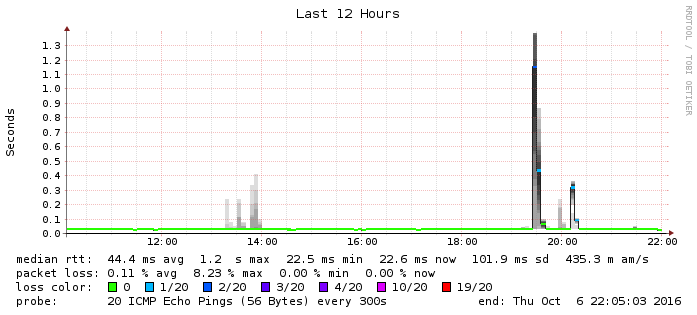 Last 12 Hours
RRDTOOL / TOBI OETIKER
Seconds
1.3
1.2
1.1
1.0
0.9
0.8
0.7
0.6
0.5
0.4
0.3
0.2
0.1
0.0
12:00 14:00 16:00 18:00 20:00 22:00
median rtt: 44.4 ms avg 1.2 s max 22.5 ms min 22.6 ms now 101.9 ms sd 435.3 m am/s
packet loss: 0.11 % avg 8.23 % max 0.00 % min 0.00 % now
loss color: 0 1/20 2/20 3/20 4/20 10/20 19/20
probe: 20 ICMP Echo Pings (56 Bytes) every 300s end: Thu Oct 6 22:05:03 2016